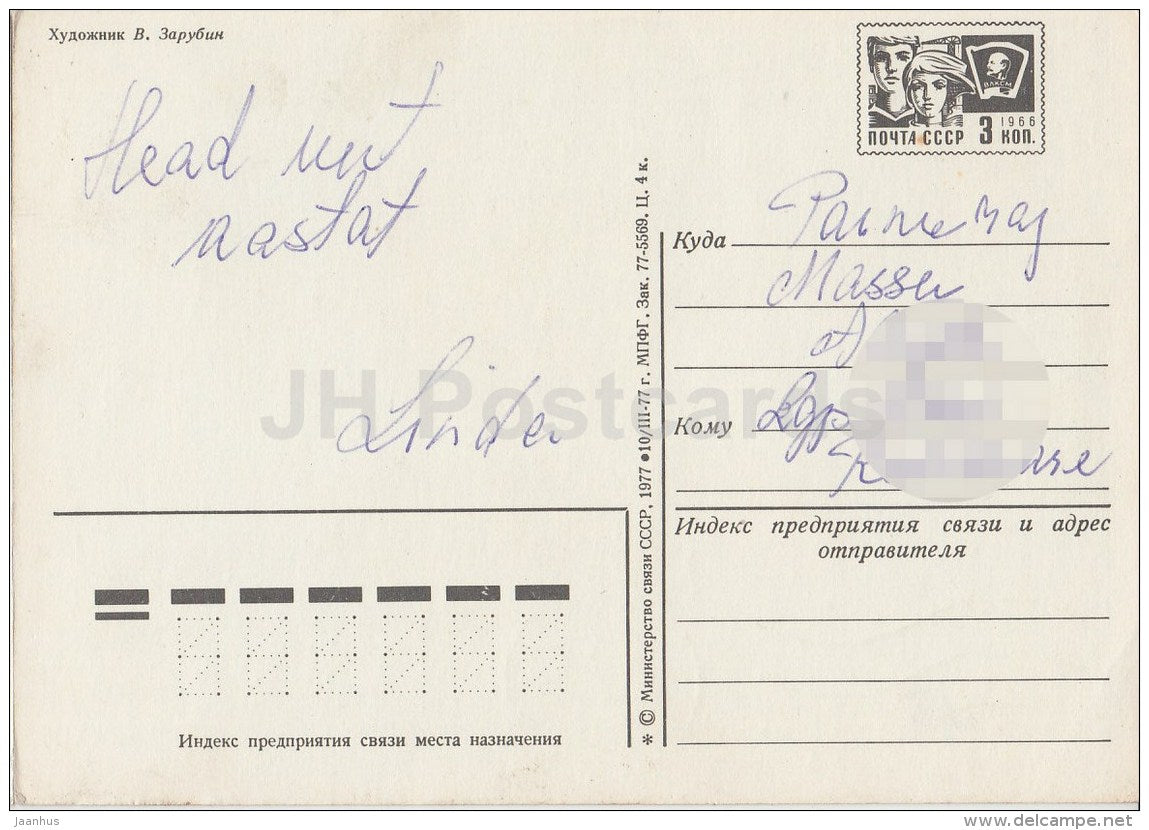 Художник В. Зарубин
ПОЧТА СССР 3 1966 КОП.
ВЛКСМ
Head uut
aastat
Linda
JH Postcards
Куда
Massu
Кому
Индекс предприятия связи и адрес
отправителя
Индекс предприятия связи места назначения
* © Министерство связи СССР, 1977 ● 10/III-77 г. МПФГ. Зак. 77-5569. Ц. 4 к.
Jaanhus
www.delcampe.net